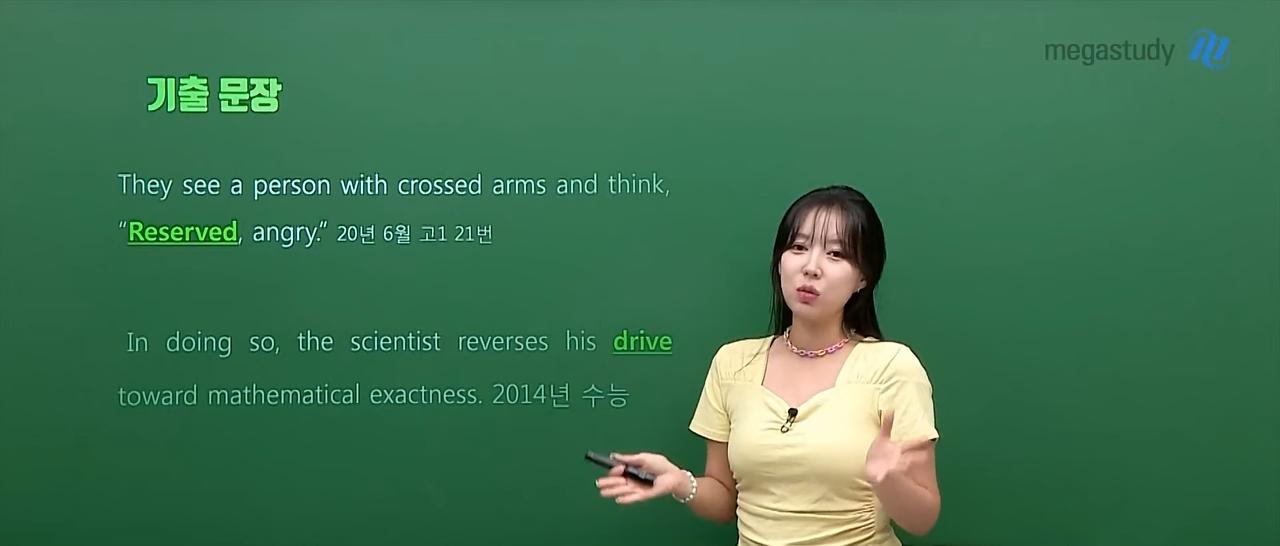 megastudy
기출 문장
They see a person with crossed arms and think,
“Reserved, angry.” 20년 6월 고1 21번
In doing so, the scientist reverses his drive
toward mathematical exactness. 2014년 수능